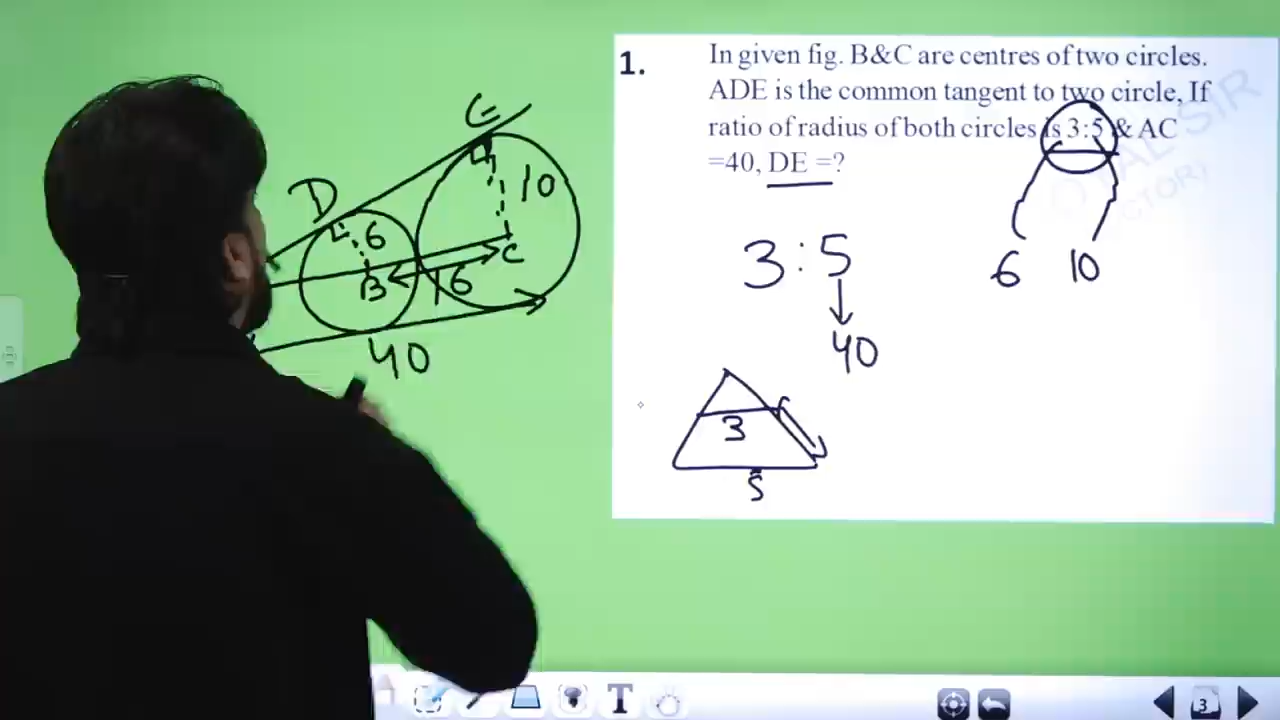 1. In given fig. B&C are centres of two circles.
ADE is the common tangent to two circle, If
ratio of radius of both circles is 3:5 & AC
=40, DE =?
E
D
10
6
C
B
16
40
3:5
40
6 10
3
5
T
3